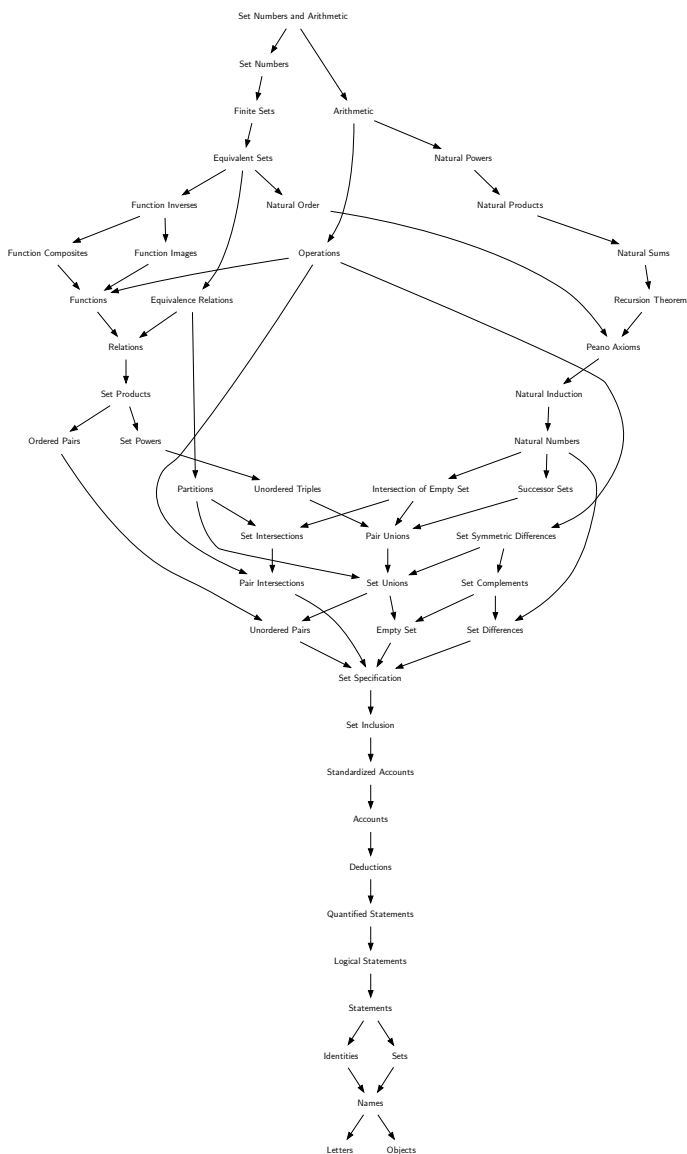 Set Numbers and Arithmetic
Set Numbers
Finite Sets
Arithmetic
Equivalent Sets
Natural Powers
Function Inverses
Natural Order
Natural Products
Function Composites
Function Images
Operations
Natural Sums
Functions
Equivalence Relations
Recursion Theorem
Relations
Peano Axioms
Set Products
Natural Induction
Ordered Pairs
Set Powers
Natural Numbers
Partitions
Unordered Triples
Intersection of Empty Set
Successor Sets
Set Intersections
Pair Unions
Set Symmetric Differences
Pair Intersections
Set Unions
Set Complements
Unordered Pairs
Empty Set
Set Differences
Set Specification
Set Inclusion
Standardized Accounts
Accounts
Deductions
Quantified Statements
Logical Statements
Statements
Identities
Sets
Names
Letters
Objects